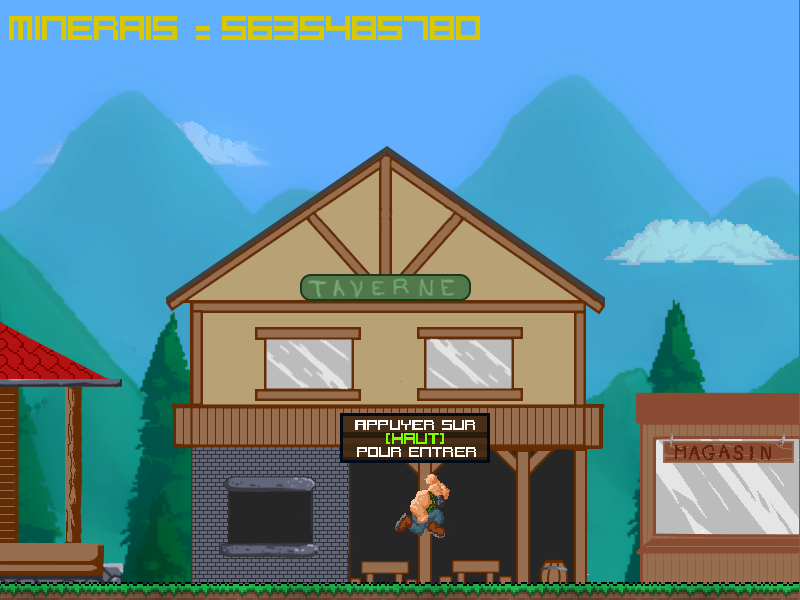 MINERAIS = 5635485780
TAVERNE
APPUYER SUR
[HAUT]
POUR ENTRER
MAGASIN